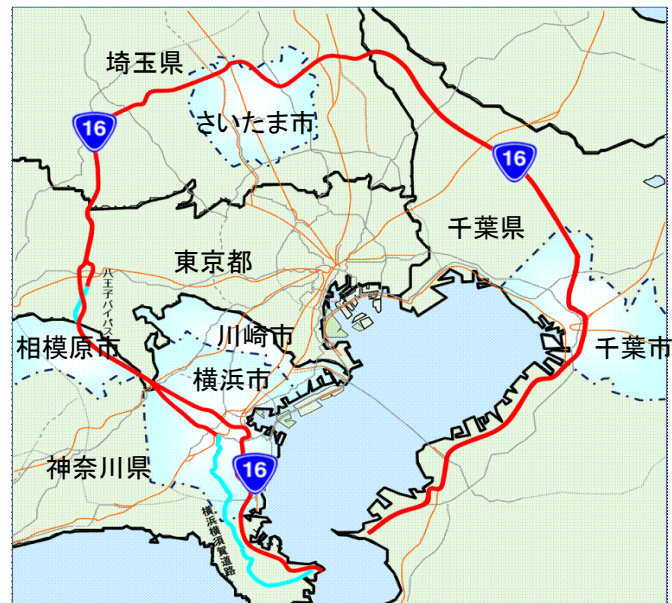 埼玉県
16
さいたま市
16
千葉県
東京都
八王子バイパス
川崎市
相模原市
千葉市
横浜市
神奈川県
16
横浜横須賀道路